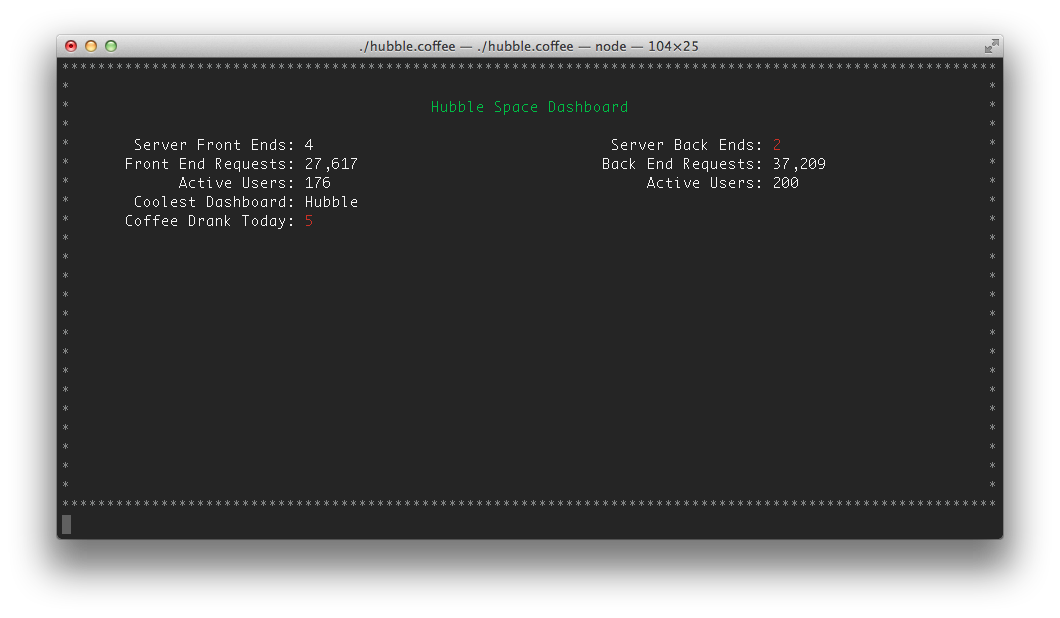 ./hubble.coffee — ./hubble.coffee — node — 104×25
Hubble Space Dashboard
Server Front Ends: 4
Front End Requests: 27,617
Active Users: 176
Coolest Dashboard: Hubble
Coffee Drank Today: 5
Server Back Ends: 2
Back End Requests: 37,209
Active Users: 200